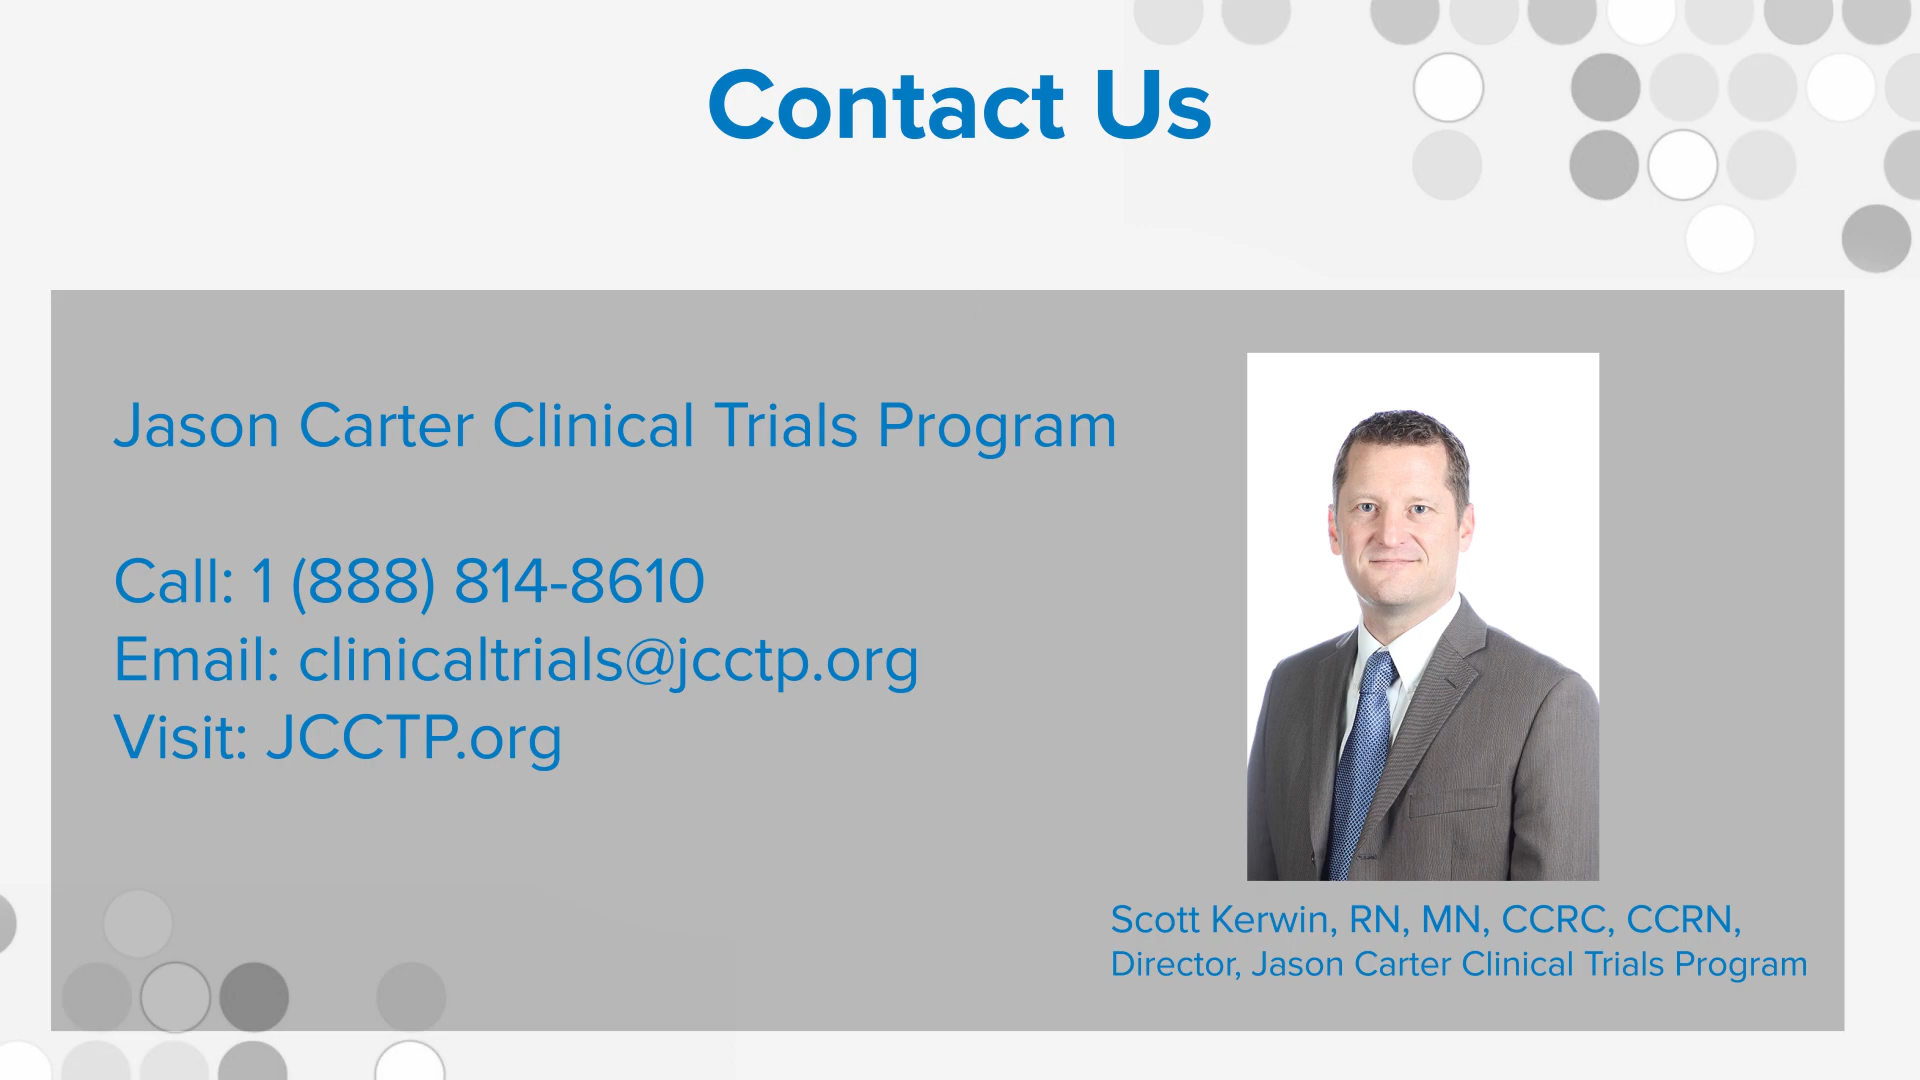 Contact Us
Jason Carter Clinical Trials Program
Call: 1 (888) 814-8610
Email: clinicaltrials@jcctp.org
Visit: JCCTP.org
Scott Kerwin, RN, MN, CCRC, CCRN,
Director, Jason Carter Clinical Trials Program